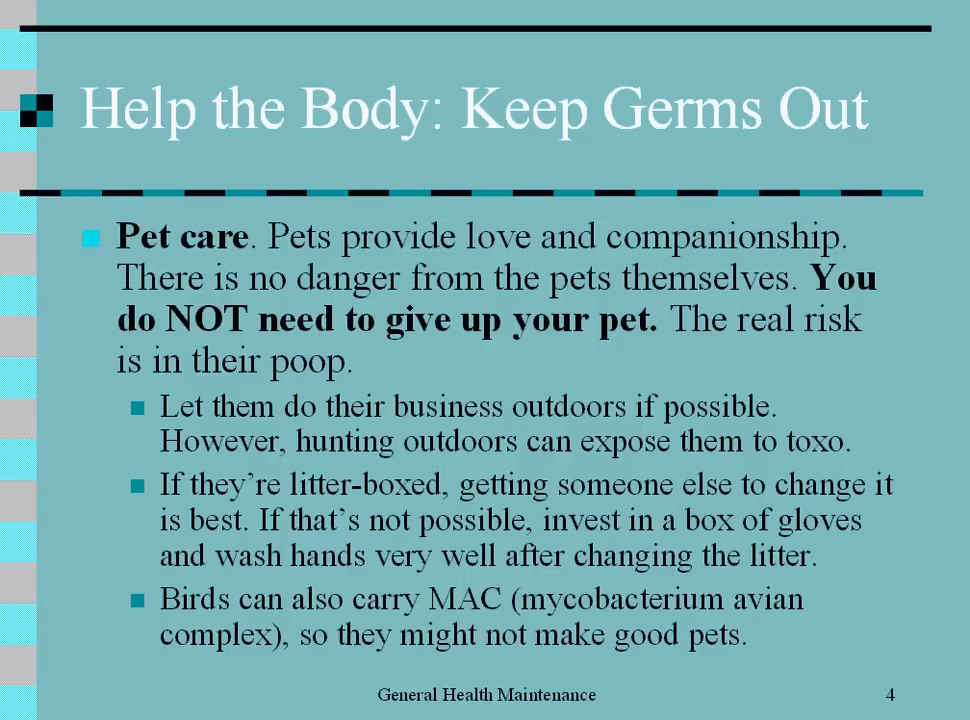 Help the Body: Keep Germs Out
Pet care. Pets provide love and companionship.
There is no danger from the pets themselves. You
do NOT need to give up your pet. The real risk
is in their poop.
Let them do their business outdoors if possible.
However, hunting outdoors can expose them to toxo.
If they’re litter-boxed, getting someone else to change it
is best. If that’s not possible, invest in a box of gloves
and wash hands very well after changing the litter.
Birds can also carry MAC (mycobacterium avian
complex), so they might not make good pets.
General Health Maintenance
4